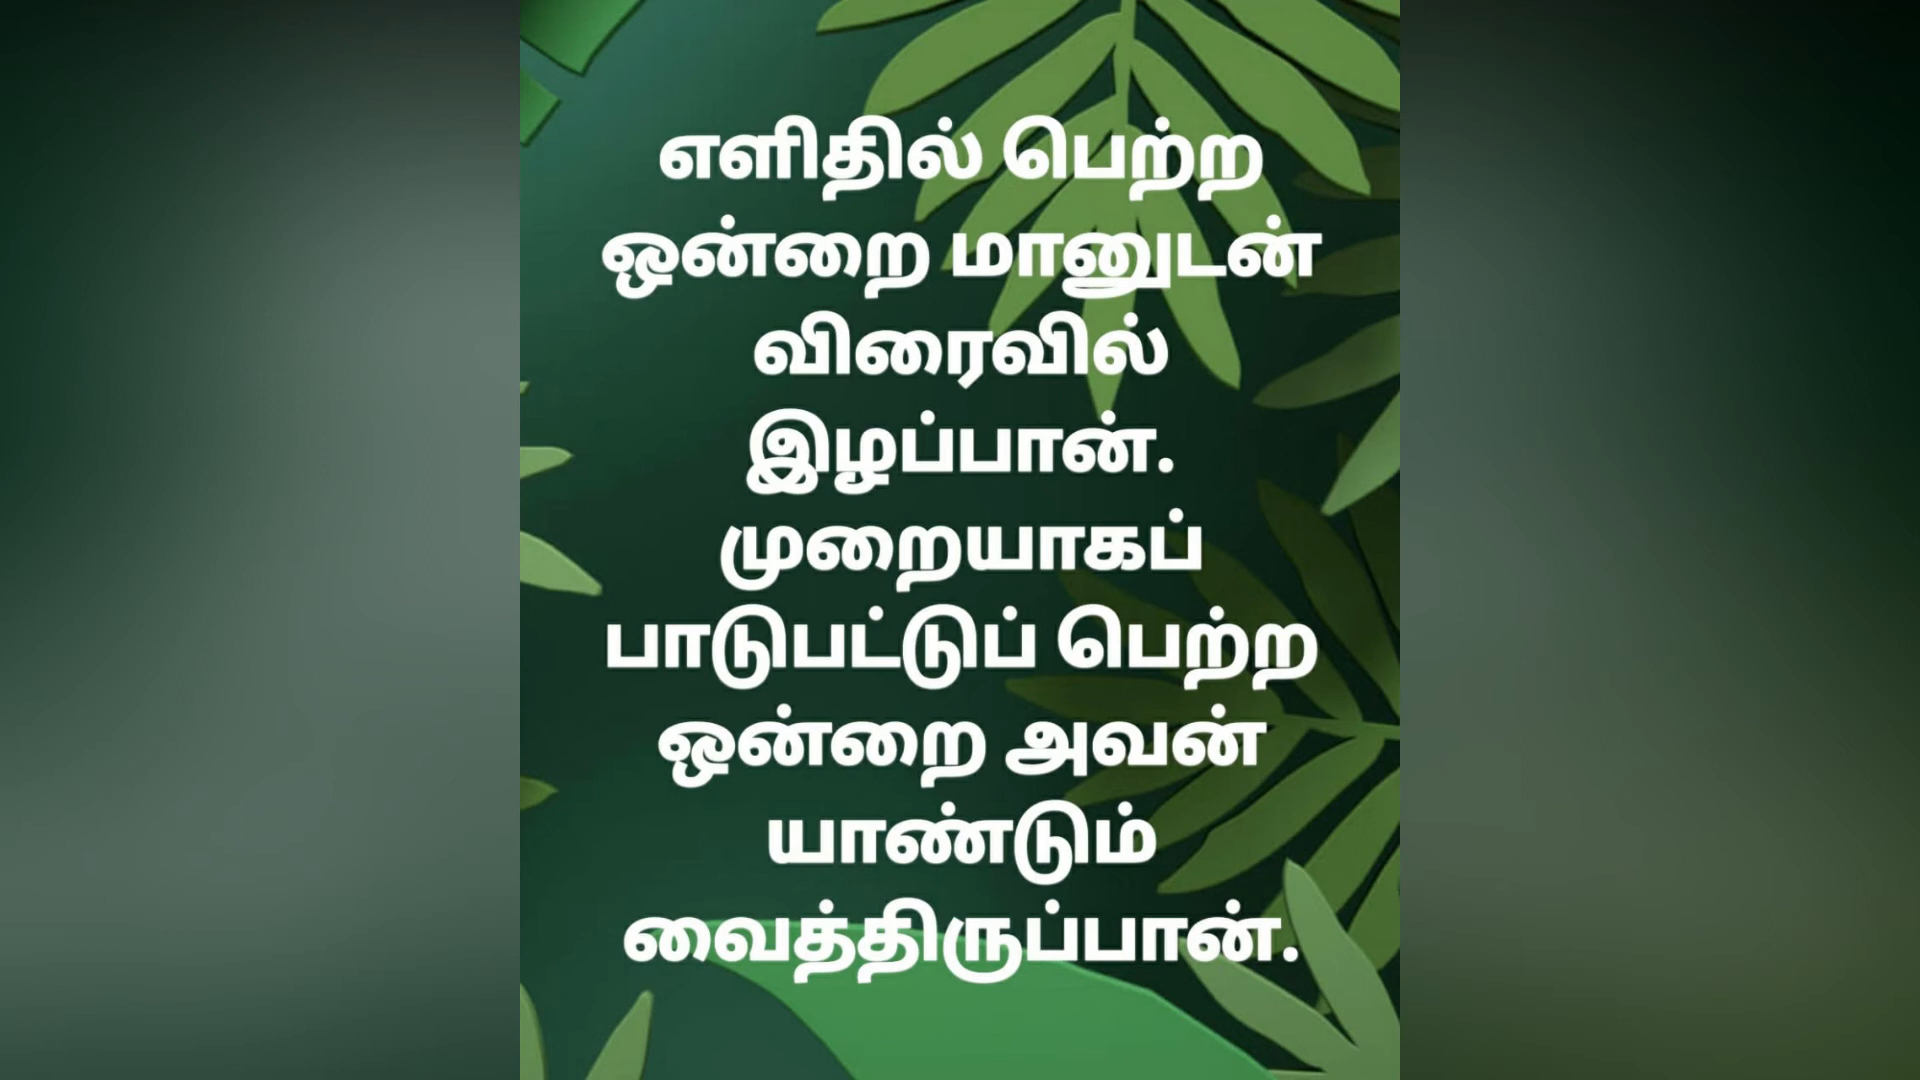 எளிதில் பெற்ற
ஒன்றை மானுடன்
விரைவில்
இழப்பான்.
முறையாகப்
பாடுபட்டுப் பெற்ற
ஒன்றை அவன்
யாண்டும்
வைத்திருப்பான்.